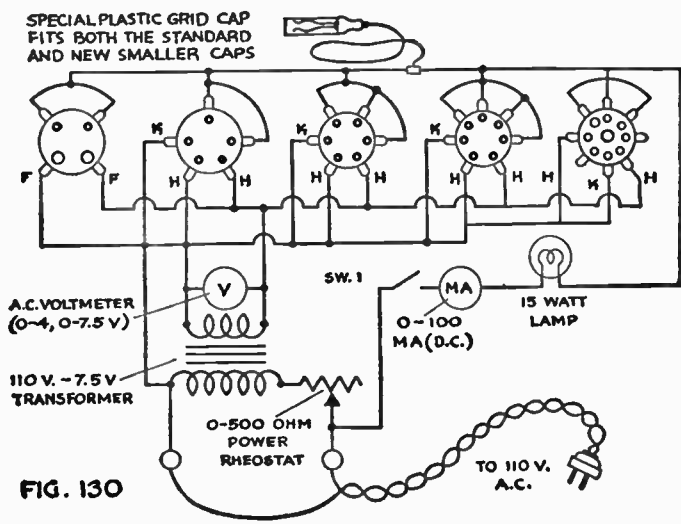 SPECIAL PLASTIC GRID CAP
FITS BOTH THE STANDARD
AND NEW SMALLER CAPS
K
K
K
F
F
H
H
H
H
H
H
H
K
H
A.C. VOLTMETER
(0-4, 0-7.5 V)
V
SW. 1
MA
0-100
MA (D.C.)
15 WATT
LAMP
110 V. - 7.5 V
TRANSFORMER
0-500 OHM
POWER
RHEOSTAT
TO 110 V.
A.C.
FIG. 130